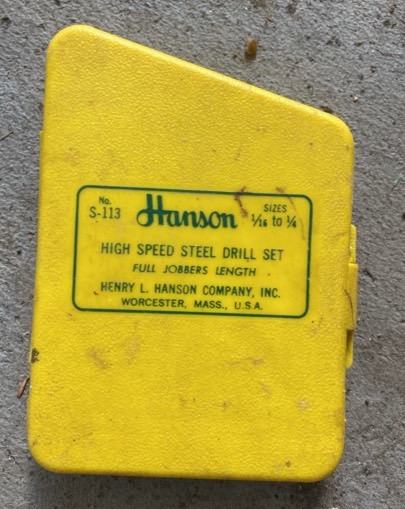 No. S-113 Hanson SIZES 1/16 to 1/4
HIGH SPEED STEEL DRILL SET
FULL JOBBERS LENGTH
HENRY L. HANSON COMPANY, INC.
WORCESTER, MASS., U.S.A.